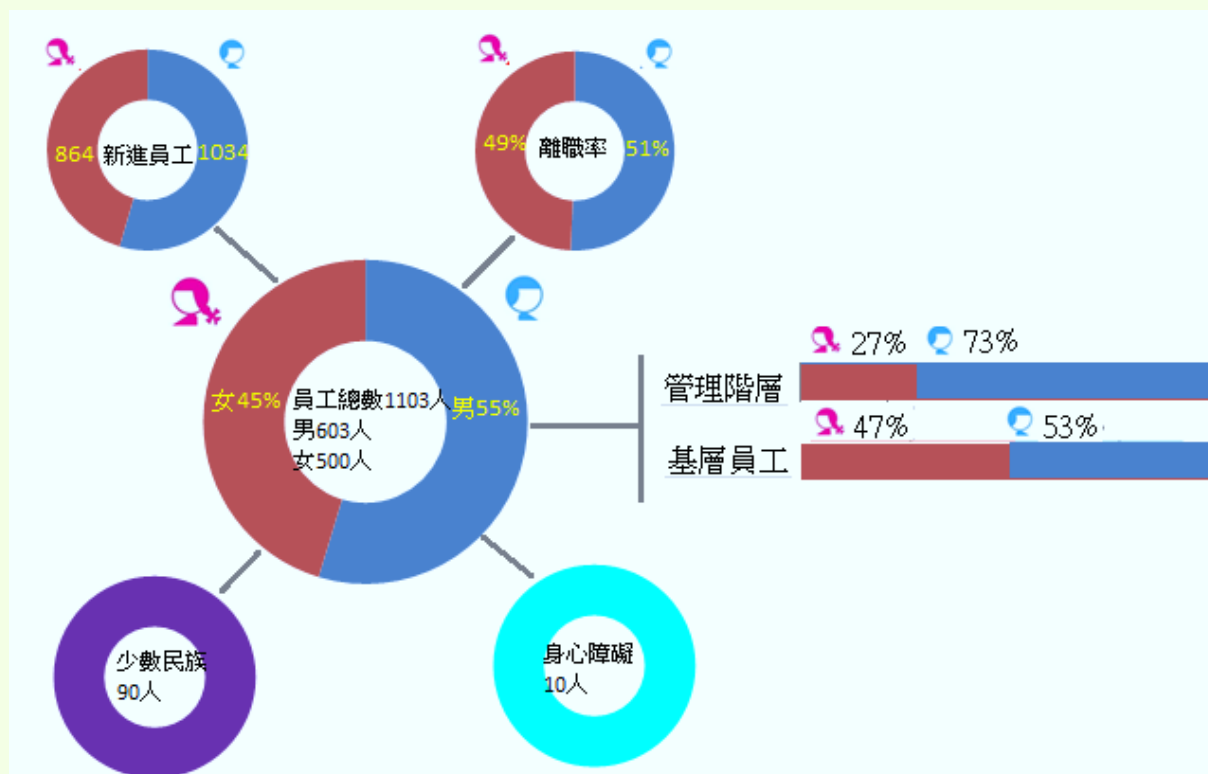 864
新進員工
1034
49%
離職率
51%
女45%
員工總數1103人
男603人
女500人
男55%
27%
73%
管理階層
47%
53%
基層員工
少數民族
90人
身心障礙
10人